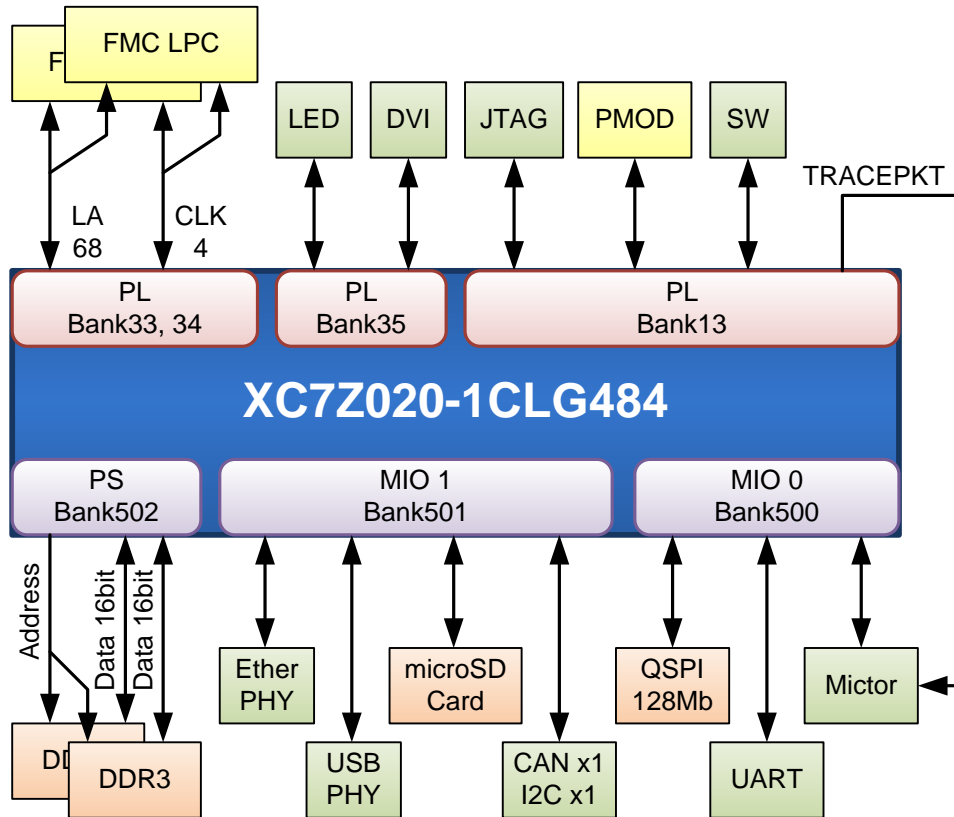 FMC LPC
F
LED
DVI
JTAG
PMOD
SW
TRACEPKT
LA
68
CLK
4
PL
Bank33, 34
PL
Bank35
PL
Bank13
XC7Z020-1CLG484
PS
Bank502
MIO 1
Bank501
MIO 0
Bank500
Address
Data 16bit
Data 16bit
Ether
PHY
microSD
Card
QSPI
128Mb
Mictor
DD
DDR3
USB
PHY
CAN x1
I2C x1
UART